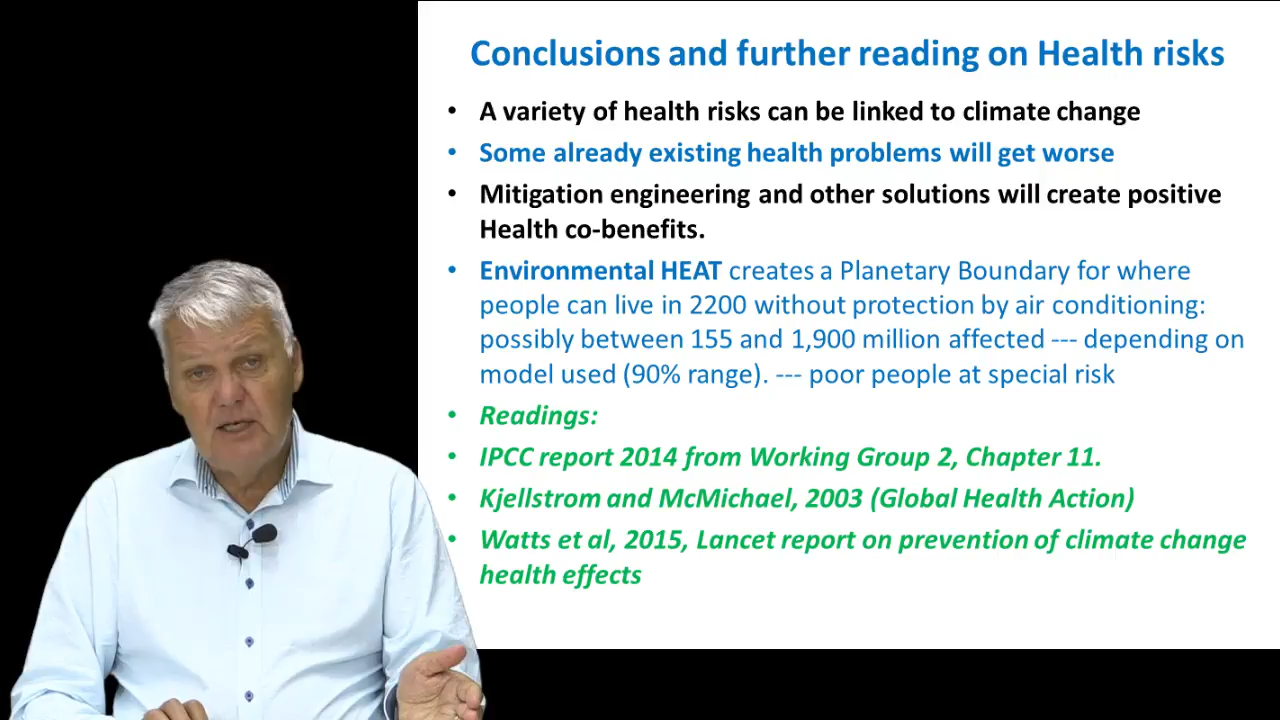 Conclusions and further reading on Health risks
• A variety of health risks can be linked to climate change
• Some already existing health problems will get worse
• Mitigation engineering and other solutions will create positive
Health co-benefits.
• Environmental HEAT creates a Planetary Boundary for where
people can live in 2200 without protection by air conditioning:
possibly between 155 and 1,900 million affected --- depending on
model used (90% range). --- poor people at special risk
• Readings:
• IPCC report 2014 from Working Group 2, Chapter 11.
• Kjellstrom and McMichael, 2003 (Global Health Action)
• Watts et al, 2015, Lancet report on prevention of climate change
health effects